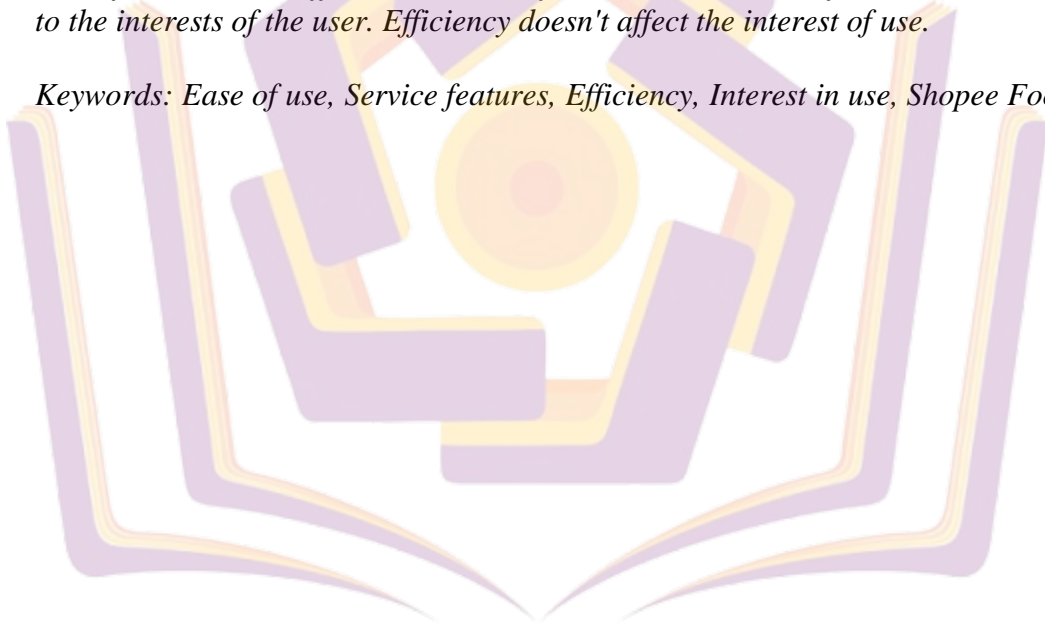 to the interests of the user. Efficiency doesn't affect the interest of use.
Keywords: Ease of use, Service features, Efficiency, Interest in use, Shopee